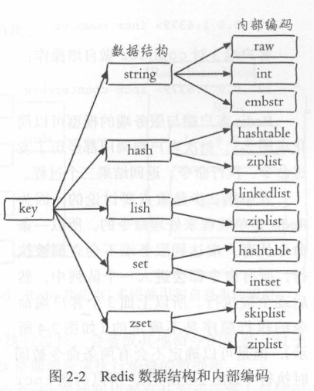 内部编码
数据结构
raw
string
int
embstr
hashtable
hash
ziplist
linkedlist
key
lish
ziplist
hashtable
set
intset
skiplist
zset
ziplist
图 2-2 Redis 数据结构和内部编码